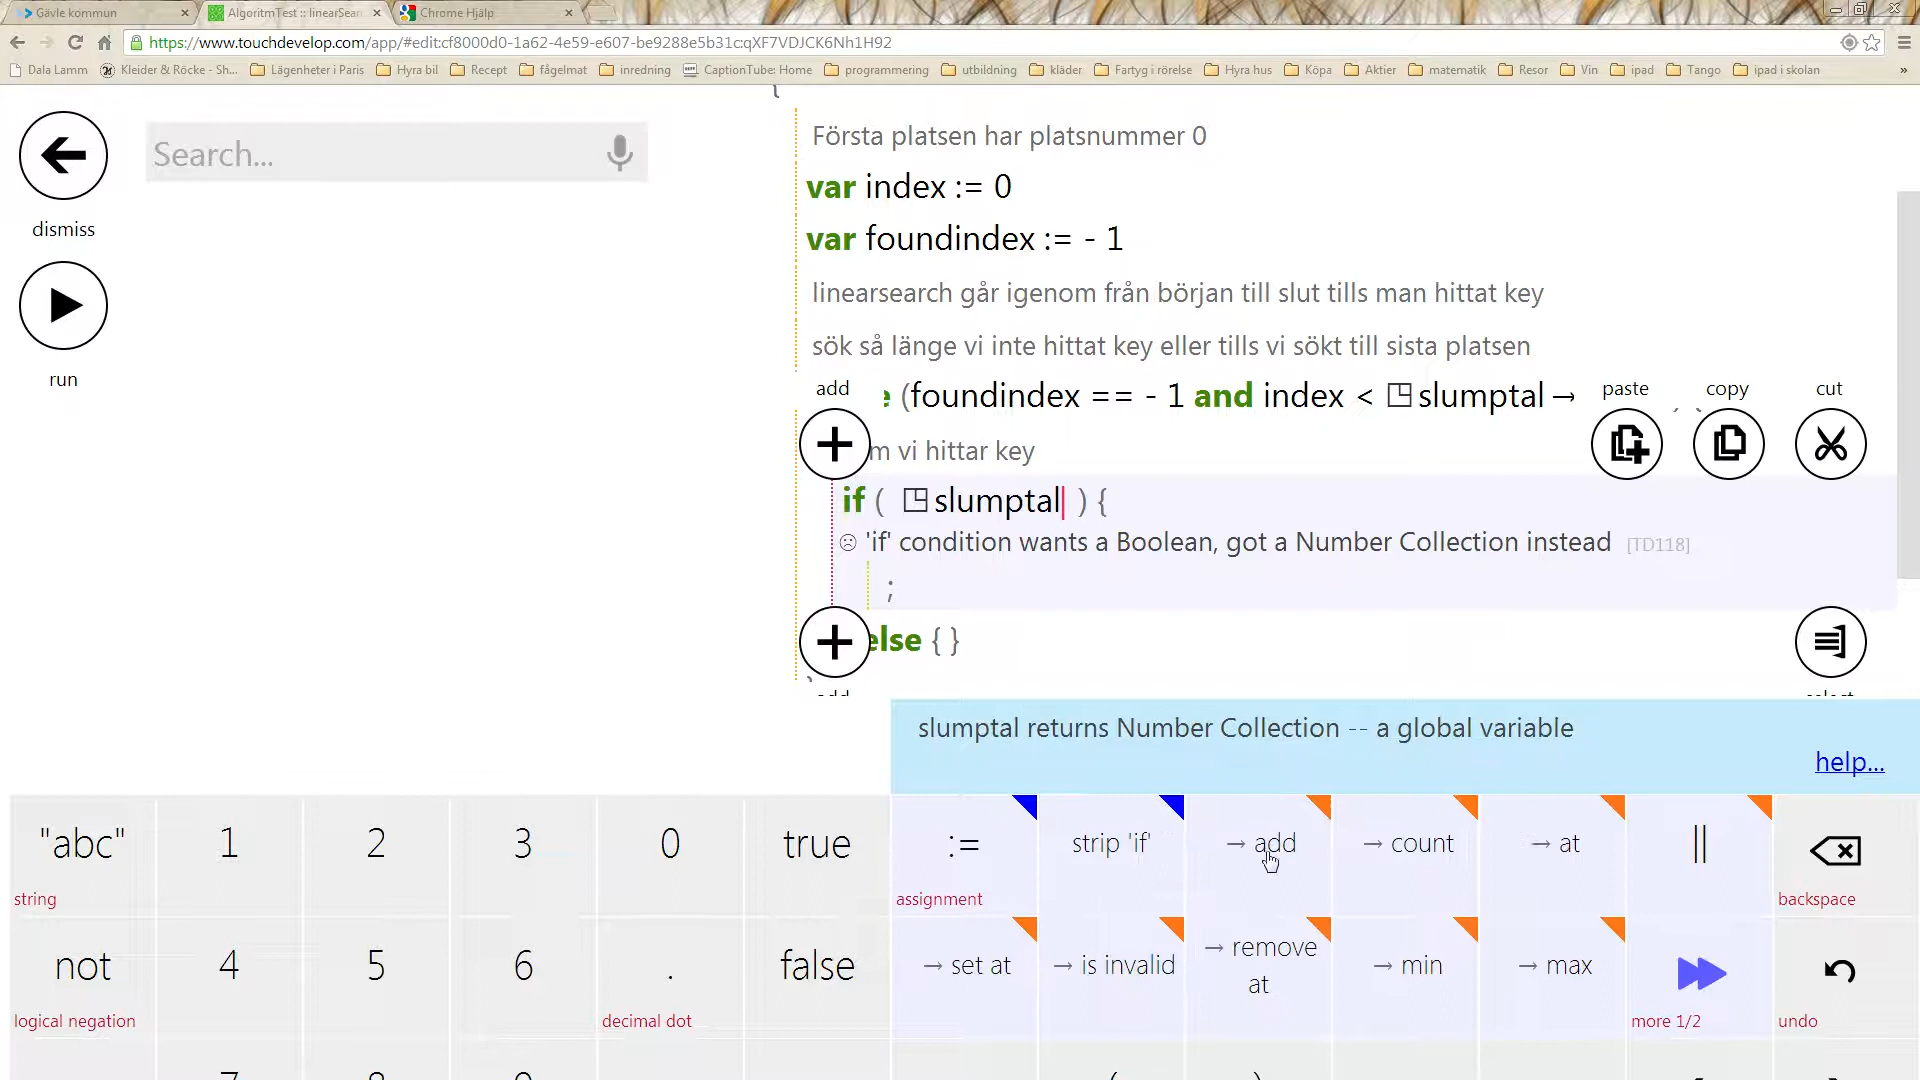 Gävle kommun
AlgoritmTest :: linearSear
Chrome Hjälp
https://www.touchdevelop.com/app/#edit:cf8000d0-1a62-4e59-e607-be9288e5b31c:qXF7VDJCK6Nh1H92
Dala Lamm
Kleider & Röcke - Sh...
Lägenheter i Paris
Hyra bil
Recept
fågelmat
inredning
CaptionTube: Home
programmering
utbildning
kläder
Fartyg i rörelse
Hyra hus
Köpa
Aktier
matematik
Resor
Vin
ipad
Tango
ipad i skolan
»
{
Search...
dismiss
run
Första platsen har platsnummer 0
var index := 0
var foundindex := - 1
linearsearch går igenom från början till slut tills man hittat key
sök så länge vi inte hittat key eller tills vi sökt till sista platsen
add
paste
copy
cut
e (foundindex == - 1 and index < slumptal →
m vi hittar key
if ( slumptal ) {
'if' condition wants a Boolean, got a Number Collection instead [TD118]
;
else { }
slumptal returns Number Collection -- a global variable
help...
"abc" 1 2 3 0 true := strip 'if' → add → count → at ||
string
assignment
backspace
not 4 5 6 . false → set at → is invalid → remove at → min → max
logical negation
decimal dot
more 1/2
undo